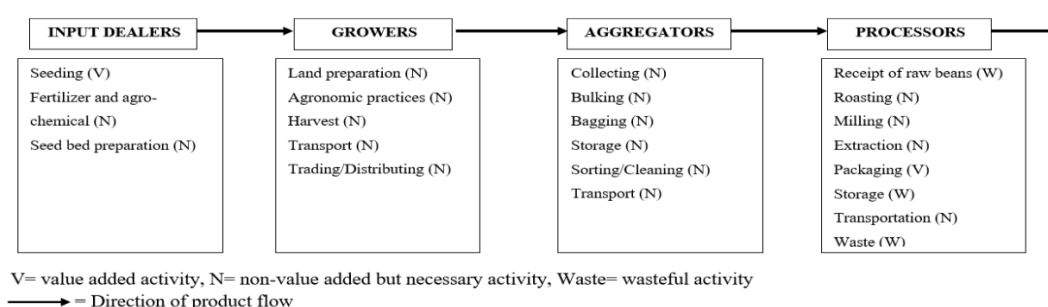 INPUT DEALERS
GROWERS
AGGREGATORS
PROCESSORS
Seeding (V)
Fertilizer and agro-
chemical (N)
Seed bed preparation (N)
Land preparation (N)
Agronomic practices (N)
Harvest (N)
Transport (N)
Trading/Distributing (N)
Collecting (N)
Bulking (N)
Bagging (N)
Storage (N)
Sorting/Cleaning (N)
Transport (N)
Receipt of raw beans (W)
Roasting (N)
Milling (N)
Extraction (N)
Packaging (V)
Storage (W)
Transportation (N)
Waste (W)
V= value added activity, N= non-value added but necessary activity, Waste= wasteful activity
= Direction of product flow